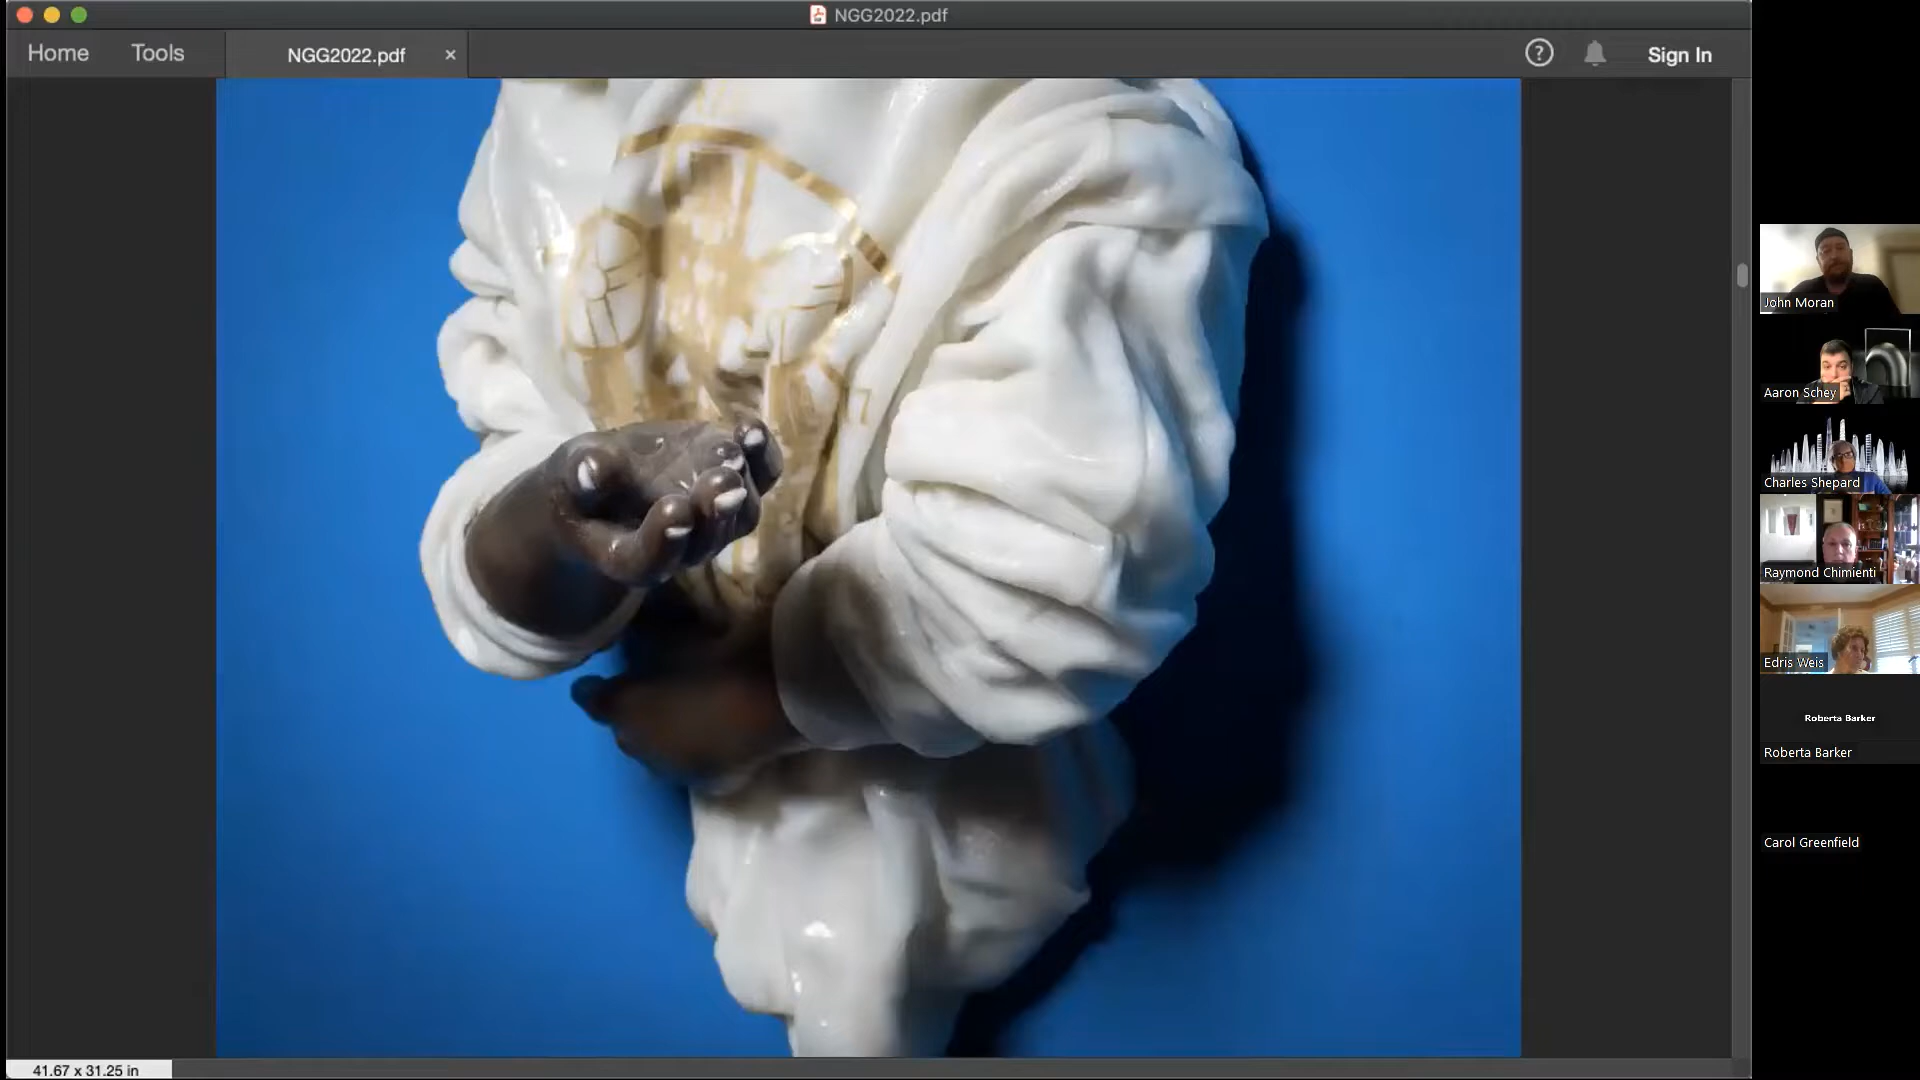 NGG2022.pdf
Home
Tools
NGG2022.pdf
Sign In
John Moran
Aaron Schey
Charles Shepard
Raymond Chimienti
Edris Weis
Roberta Barker
Roberta Barker
Carol Greenfield
41.67 x 31.25 in